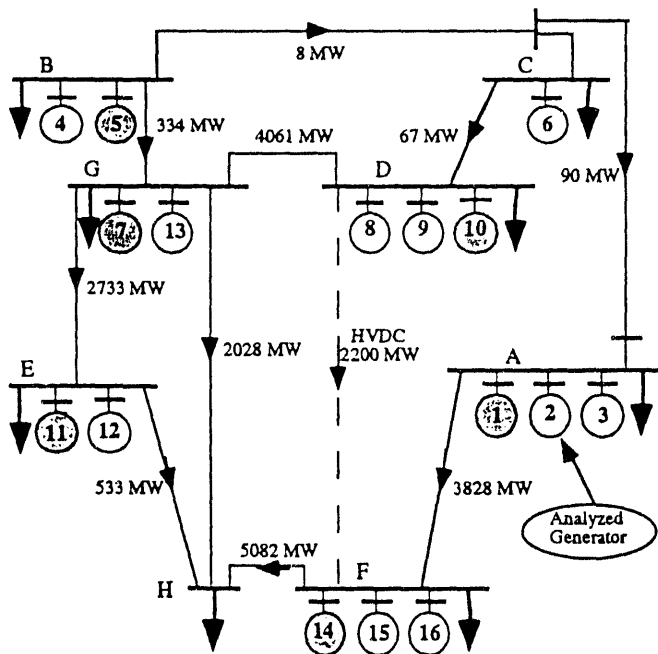 8 MW
B
C
4
5
6
334 MW
4061 MW
67 MW
G
D
90 MW
7
13
8
9
10
2733 MW
HVDC
2200 MW
2028 MW
E
A
11
12
1
2
3
533 MW
3828 MW
Analyzed
Generator
5082 MW
H
F
14
15
16